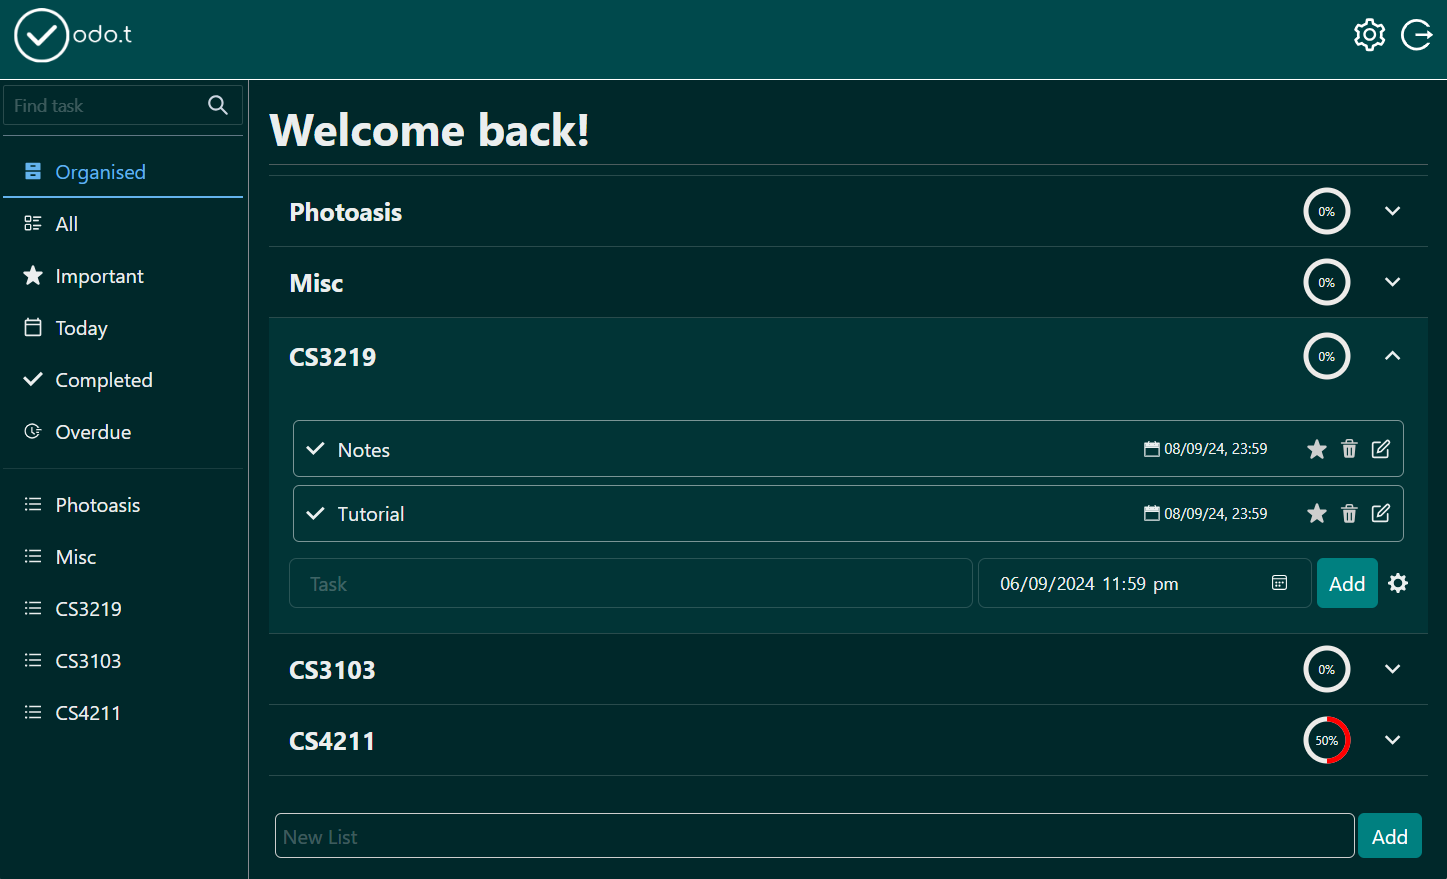 odo.t
Find task
Organised
All
Important
Today
Completed
Overdue
Photoasis
Misc
CS3219
CS3103
CS4211
Welcome back!
Photoasis 0%
Misc 0%
CS3219 0%
Notes 08/09/24, 23:59
Tutorial 08/09/24, 23:59
Task 06/09/2024 11:59 pm Add
CS3103 0%
CS4211 50%
New List Add